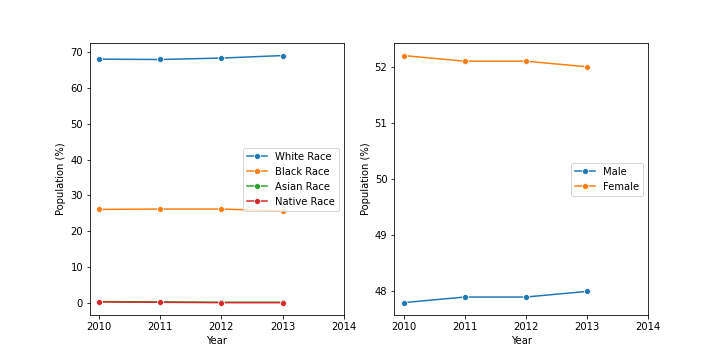 70
60
50
40
30
20
10
0
Population (%)
2010 2011 2012 2013 2014
Year
White Race
Black Race
Asian Race
Native Race
52
51
50
49
48
Population (%)
2010 2011 2012 2013 2014
Year
Male
Female